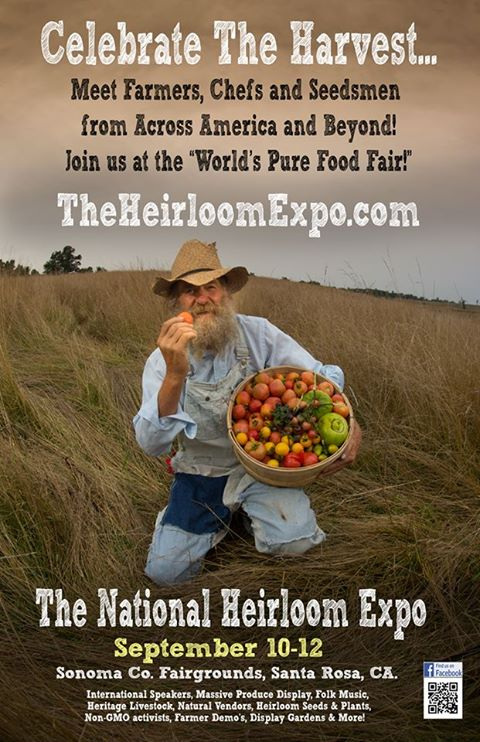 Celebrate The Harvest...
Meet Farmers, Chefs and Seedsmen
from Across America and Beyond!
Join us at the "World's Pure Food Fair!"
TheHeirloomExpo.com
The National Heirloom Expo
September 10-12
Sonoma Co. Fairgrounds, Santa Rosa, CA.
International Speakers, Massive Produce Display, Folk Music,
Heritage Livestock, Natural Vendors, Heirloom Seeds & Plants,
Non-GMO activists, Farmer Demo's, Display Gardens & More!
f Find us on
Facebook